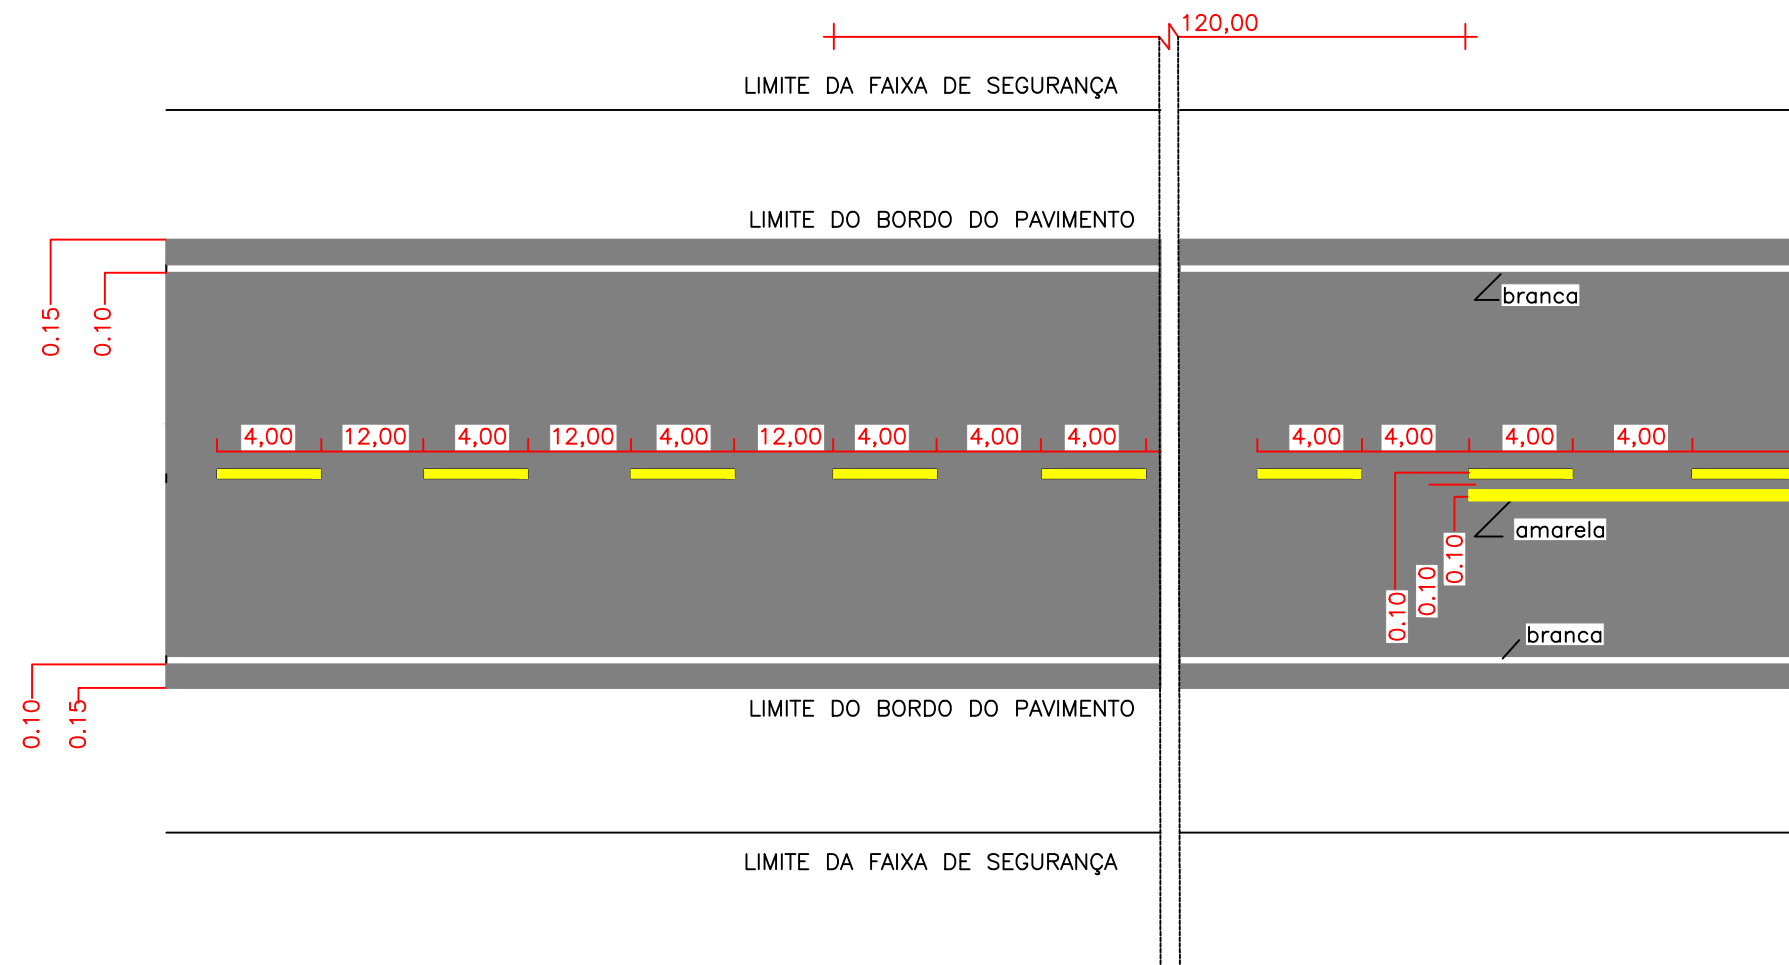 120,00
LIMITE DA FAIXA DE SEGURANÇA
LIMITE DO BORDO DO PAVIMENTO
0.15
0.10
branca
4,00 12,00 4,00 12,00 4,00 12,00 4,00 4,00 4,00 4,00 4,00 4,00 4,00
amarela
0.10
0.10
0.10
branca
0.10
0.15
LIMITE DO BORDO DO PAVIMENTO
LIMITE DA FAIXA DE SEGURANÇA